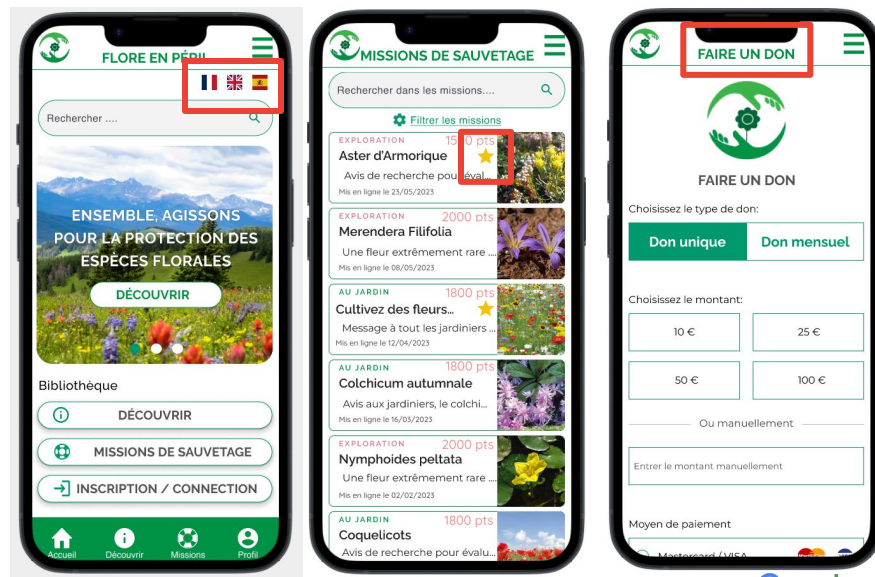 FLORE EN PÉRIL
Rechercher ....
ENSEMBLE, AGISSONS
POUR LA PROTECTION DES
ESPÈCES FLORALES
DÉCOUVRIR
Bibliothèque
DÉCOUVRIR
MISSIONS DE SAUVETAGE
INSCRIPTION / CONNECTION
Accueil
Découvrir
Missions
Profil
MISSIONS DE SAUVETAGE
Rechercher dans les missions....
Filtrer les missions
EXPLORATION
1500 pts
Aster d'Armorique
Avis de recherche pour éval...
Mis en ligne le 23/05/2023
EXPLORATION
2000 pts
Merendera Filifolia
Une fleur extrêmement rare ....
Mis en ligne le 08/05/2023
AU JARDIN
1800 pts
Cultivez des fleurs...
Message à tout les jardiniers ...
Mis en ligne le 12/04/2023
AU JARDIN
1800 pts
Colchicum autumnale
Avis aux jardiniers, le colchi...
Mis en ligne le 16/03/2023
EXPLORATION
2000 pts
Nymphoides peltata
Une fleur extrêmement rare ....
Mis en ligne le 02/02/2023
AU JARDIN
1800 pts
Coquelicots
Avis de recherche pour évalu...
FAIRE UN DON
FAIRE UN DON
Choisissez le type de don:
Don unique
Don mensuel
Choisissez le montant:
10 €
25 €
50 €
100 €
Ou manuellement
Entrer le montant manuellement
Moyen de paiement
Mastercard / VISA